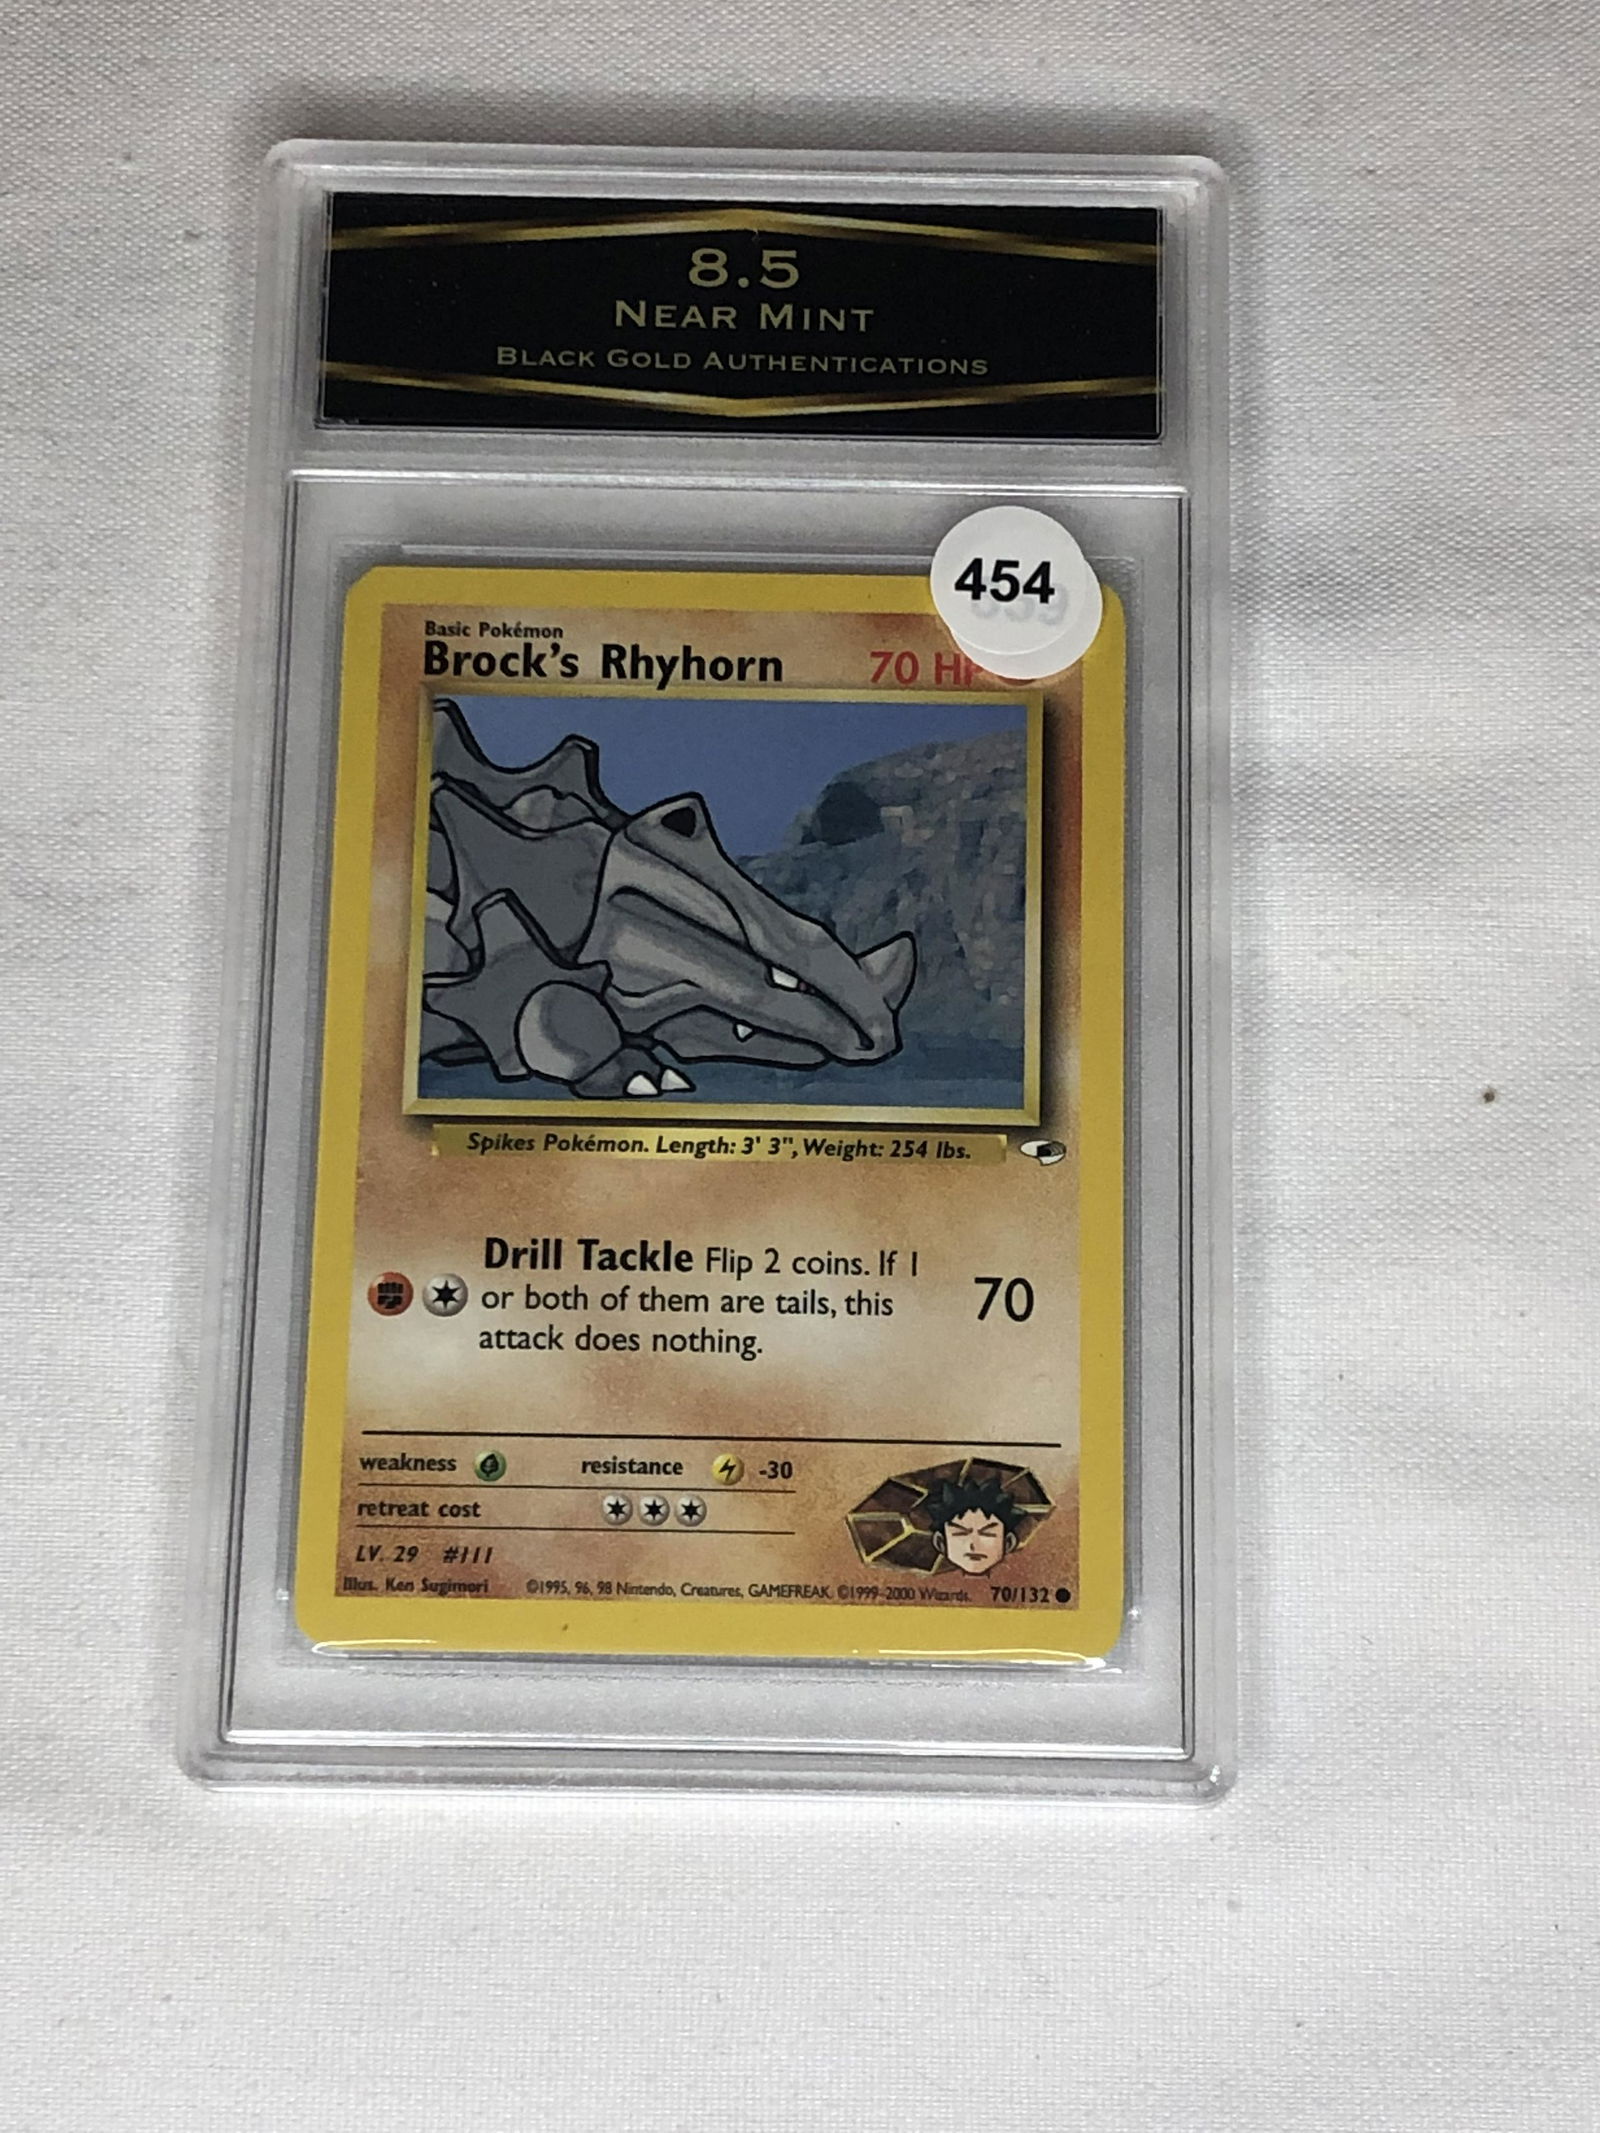 8.5
NEAR MINT
BLACK GOLD AUTHENTICATIONS
454
Basic Pokémon
Brock's Rhyhorn 70 HP
Spikes Pokémon. Length: 3' 3", Weight: 254 lbs.
Drill Tackle Flip 2 coins. If 1
or both of them are tails, this 70
attack does nothing.
weakness resistance -30
retreat cost
LV. 29 #111
Illus. Ken Sugimori ©1995, 96, 98 Nintendo, Creatures, GAMEFREAK. ©1999-2000 Wizards. 70/132